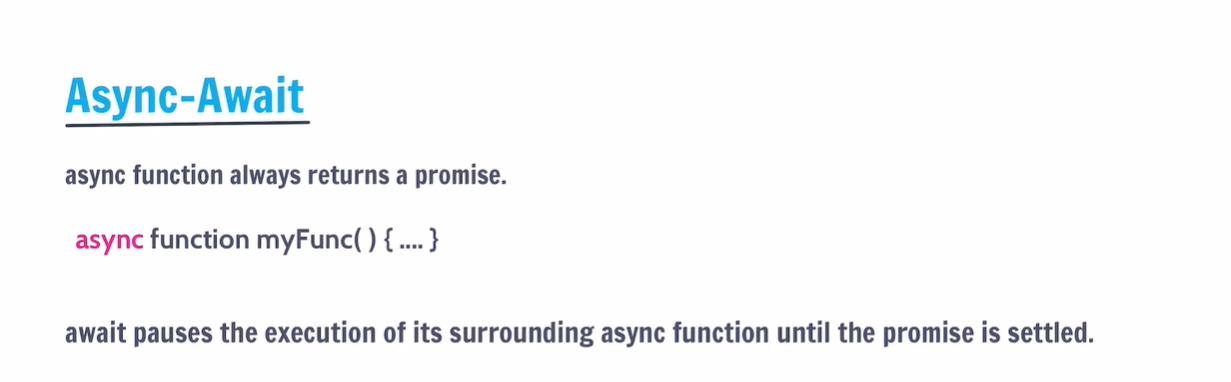 Async-Await
async function always returns a promise.
async function myFunc( ) { .... }
await pauses the execution of its surrounding async function until the promise is settled.